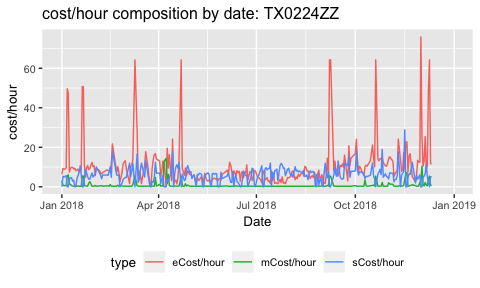 cost/hour composition by date: TX0224ZZ
cost/hour
60
40
20
0
Jan 2018 Apr 2018 Jul 2018 Oct 2018 Jan 2019
Date
type eCost/hour mCost/hour sCost/hour